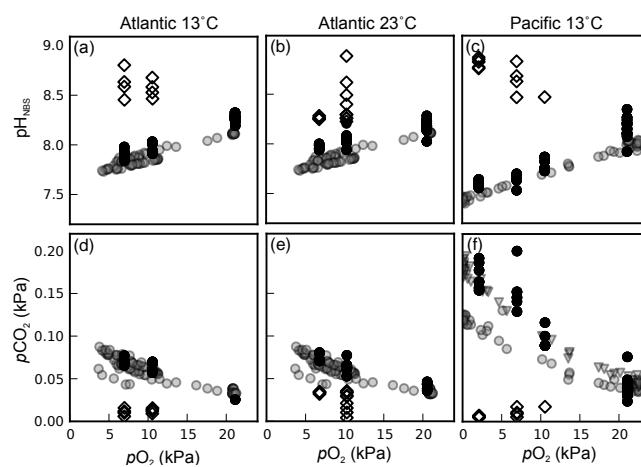 Atlantic 13˚C Atlantic 23˚C Pacific 13˚C
(a) (b) (c)
9.0
8.5
8.0
7.5
pHNBS
(d) (e) (f)
0.20
0.15
0.10
0.05
0.00
pCO2 (kPa)
0 5 10 15 20 0 5 10 15 20 0 5 10 15 20
pO2 (kPa) pO2 (kPa) pO2 (kPa)